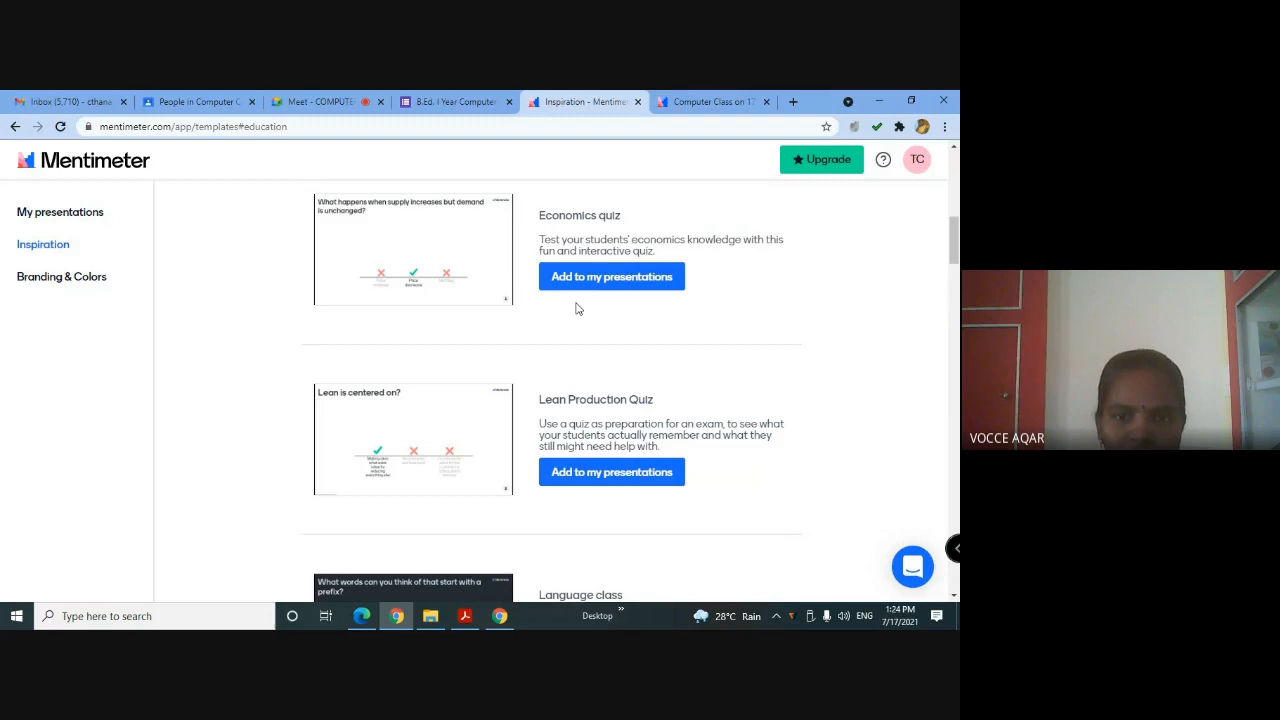 Inbox (5,710) - cthana
People in Computer C
Meet - COMPUTE
B.Ed. I Year Computer
Inspiration - Mentime
Computer Class on 17
mentimeter.com/app/templates#education
Mentimeter
Upgrade
TC
My presentations
Inspiration
Branding & Colors
What happens when supply increases but demand
is unchanged?
Economics quiz
Test your students' economics knowledge with this
fun and interactive quiz.
Add to my presentations
Lean is centered on?
Lean Production Quiz
Use a quiz as preparation for an exam, to see what
your students actually remember and what they
still might need help with.
Add to my presentations
What words can you think of that start with a
prefix?
Language class
VOCCE AQAR
Type here to search
Desktop
28°C Rain
ENG
1:24 PM
7/17/2021